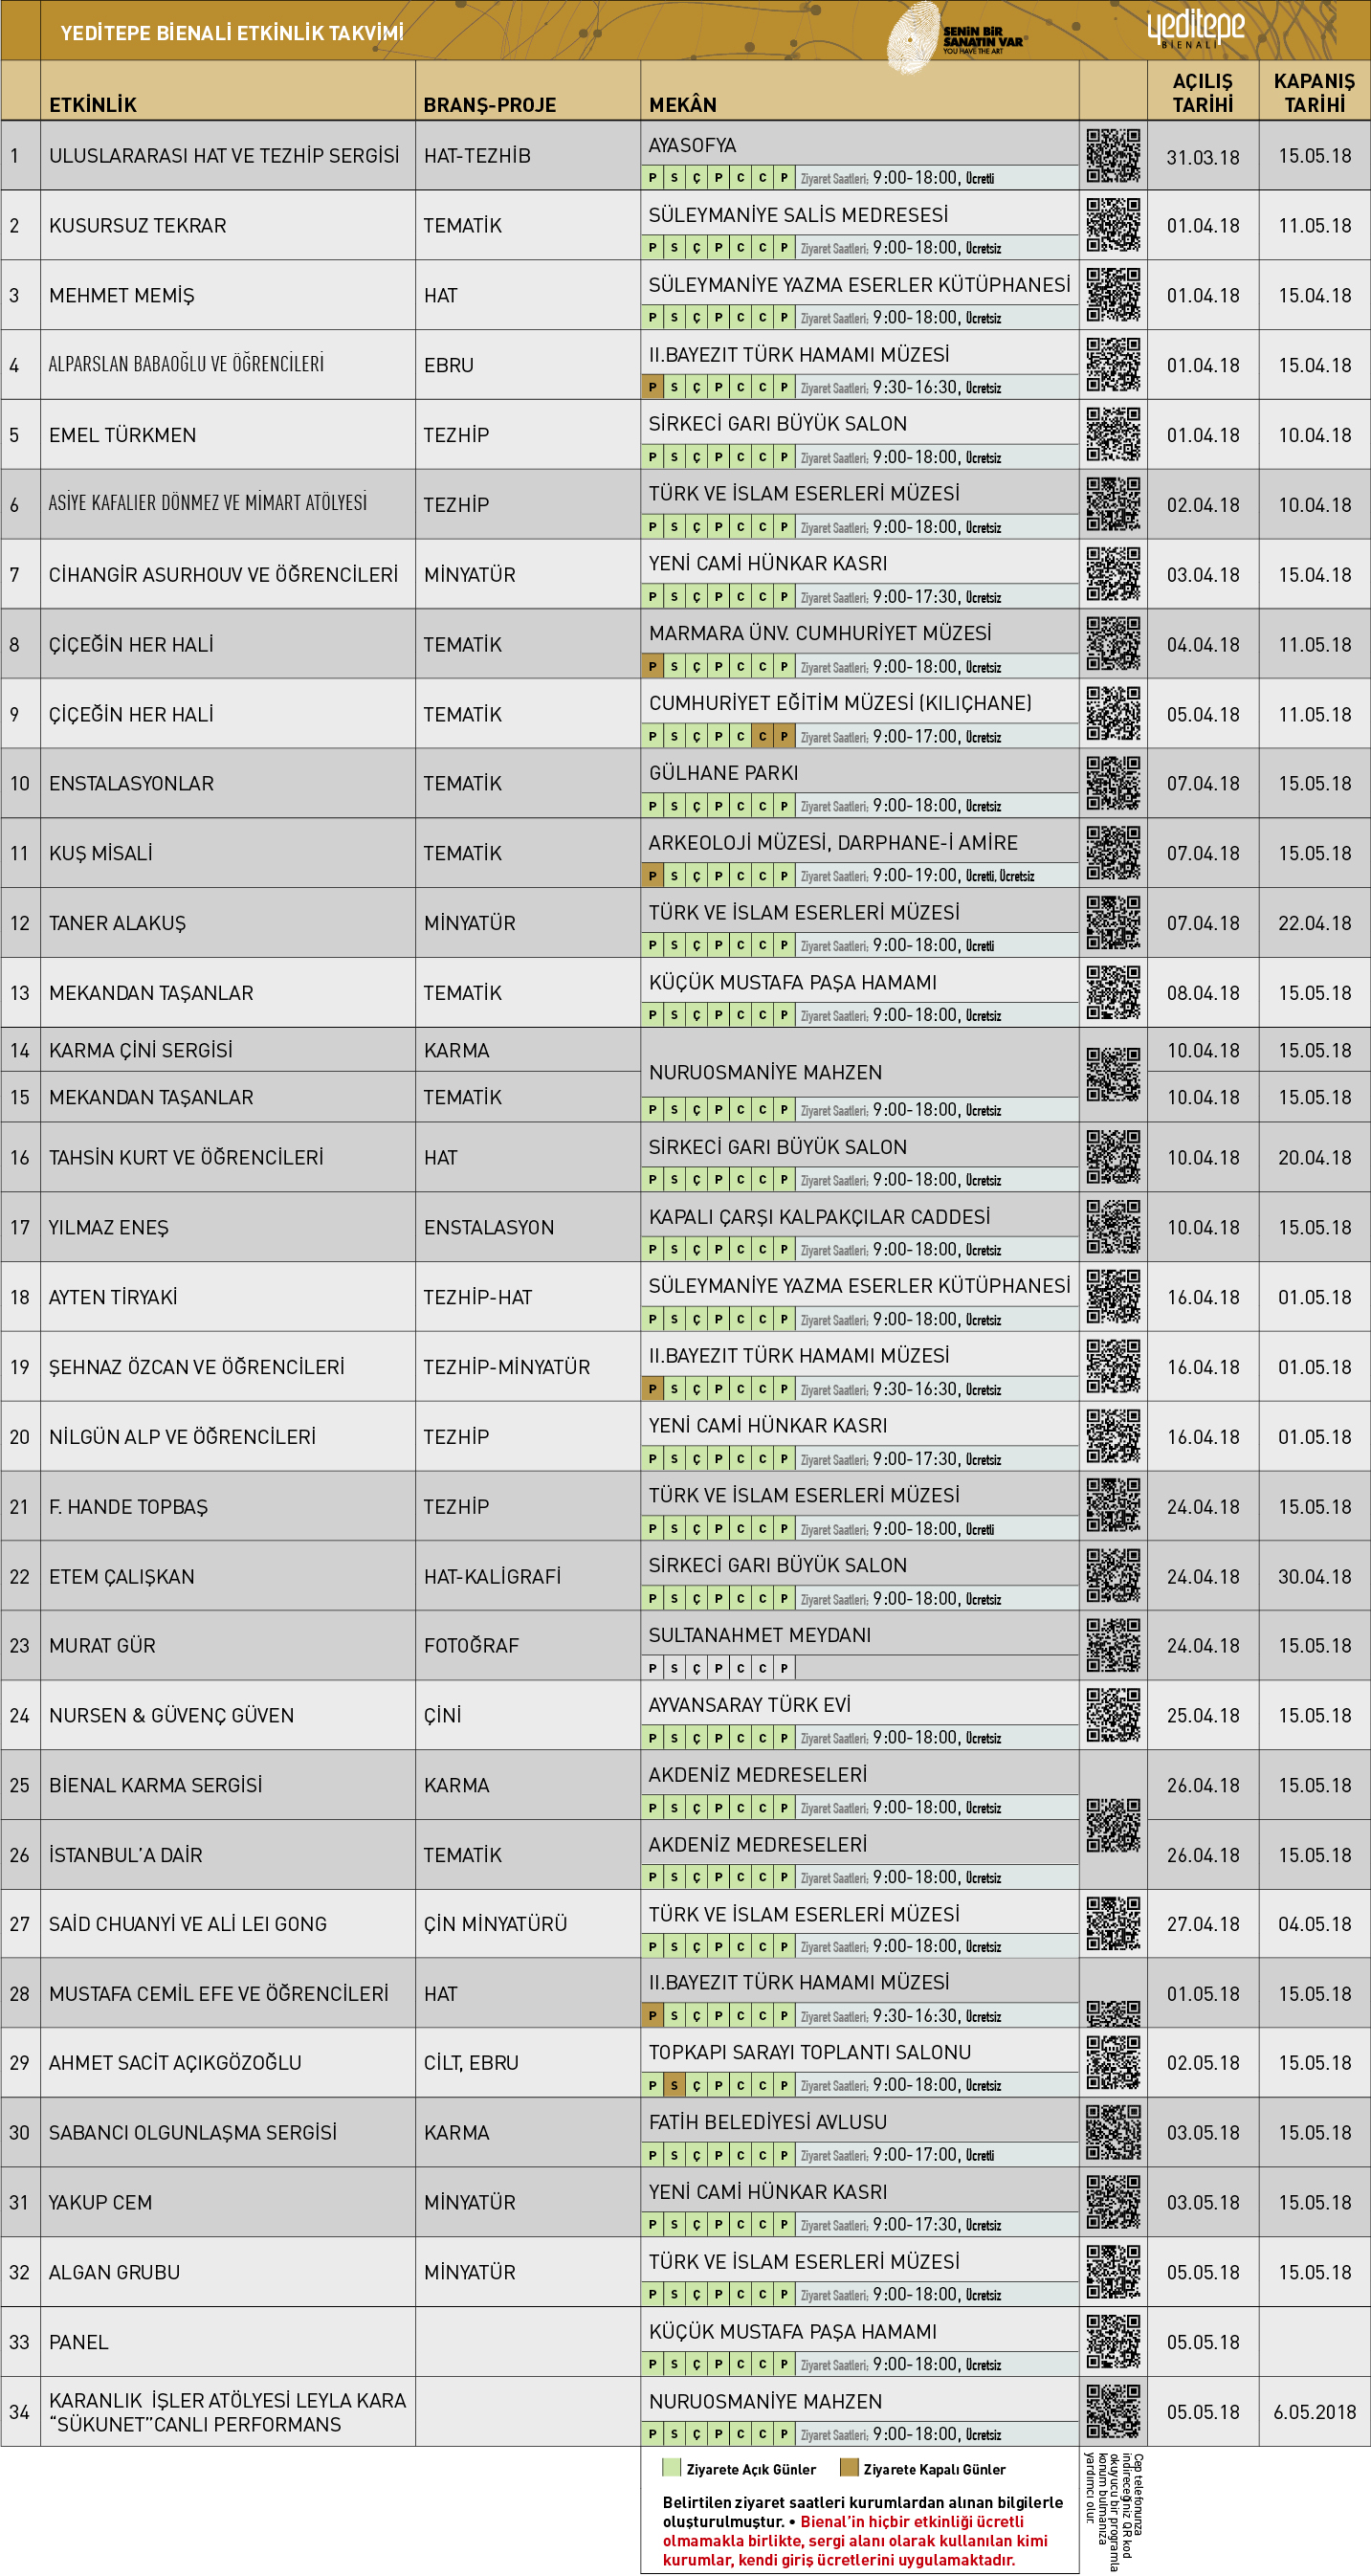 YEDİTEPE BİENALİ ETKİNLİK TAKVİMİ
SENİN BİR
SANATIN VAR
YOU HAVE THE ART
yeditepe
BİENALİ
ETKİNLİK BRANŞ-PROJE MEKÂN AÇILIŞ TARİHİ KAPANIŞ TARİHİ
1 ULUSLARARASI HAT VE TEZHİP SERGİSİ HAT-TEZHİB AYASOFYA 31.03.18 15.05.18
P S Ç P C C P Ziyaret Saatleri; 9:00-18:00, Ücretli
2 KUSURSUZ TEKRAR TEMATİK SÜLEYMANİYE SALİS MEDRESESİ 01.04.18 11.05.18
P S Ç P C C P Ziyaret Saatleri; 9:00-18:00, Ücretsiz
3 MEHMET MEMİŞ HAT SÜLEYMANİYE YAZMA ESERLER KÜTÜPHANESİ 01.04.18 15.04.18
P S Ç P C C P Ziyaret Saatleri; 9:00-18:00, Ücretsiz
4 ALPARSLAN BABAOĞLU VE ÖĞRENCİLERİ EBRU II.BAYEZIT TÜRK HAMAMI MÜZESİ 01.04.18 15.04.18
P S Ç P C C P Ziyaret Saatleri; 9:30-16:30, Ücretsiz
5 EMEL TÜRKMEN TEZHİP SİRKECİ GARI BÜYÜK SALON 01.04.18 10.04.18
P S Ç P C C P Ziyaret Saatleri; 9:00-18:00, Ücretsiz
6 ASİYE KAFALIER DÖNMEZ VE MİMART ATÖLYESİ TEZHİP TÜRK VE İSLAM ESERLERİ MÜZESİ 02.04.18 10.04.18
P S Ç P C C P Ziyaret Saatleri; 9:00-18:00, Ücretsiz
7 CİHANGİR ASURHOUV VE ÖĞRENCİLERİ MİNYATÜR YENİ CAMİ HÜNKAR KASRI 03.04.18 15.04.18
P S Ç P C C P Ziyaret Saatleri; 9:00-17:30, Ücretsiz
8 ÇİÇEĞİN HER HALİ TEMATİK MARMARA ÜNV. CUMHURİYET MÜZESİ 04.04.18 11.05.18
P S Ç P C C P Ziyaret Saatleri; 9:00-18:00, Ücretsiz
9 ÇİÇEĞİN HER HALİ TEMATİK CUMHURİYET EĞİTİM MÜZESİ (KILIÇHANE) 05.04.18 11.05.18
P S Ç P C C P Ziyaret Saatleri; 9:00-17:00, Ücretsiz
10 ENSTALASYONLAR TEMATİK GÜLHANE PARKI 07.04.18 15.05.18
P S Ç P C C P Ziyaret Saatleri; 9:00-18:00, Ücretsiz
11 KUŞ MİSALİ TEMATİK ARKEOLOJİ MÜZESİ, DARPHANE-İ AMİRE 07.04.18 15.05.18
P S Ç P C C P Ziyaret Saatleri; 9:00-19:00, Ücretli, Ücretsiz
12 TANER ALAKUŞ MİNYATÜR TÜRK VE İSLAM ESERLERİ MÜZESİ 07.04.18 22.04.18
P S Ç P C C P Ziyaret Saatleri; 9:00-18:00, Ücretli
13 MEKANDAN TAŞANLAR TEMATİK KÜÇÜK MUSTAFA PAŞA HAMAMI 08.04.18 15.05.18
P S Ç P C C P Ziyaret Saatleri; 9:00-18:00, Ücretsiz
14 KARMA ÇİNİ SERGİSİ KARMA 10.04.18 15.05.18
NURUOSMANİYE MAHZEN
15 MEKANDAN TAŞANLAR TEMATİK 10.04.18 15.05.18
P S Ç P C C P Ziyaret Saatleri; 9:00-18:00, Ücretsiz
16 TAHSİN KURT VE ÖĞRENCİLERİ HAT SİRKECİ GARI BÜYÜK SALON 10.04.18 20.04.18
P S Ç P C C P Ziyaret Saatleri; 9:00-18:00, Ücretsiz
17 YILMAZ ENEŞ ENSTALASYON KAPALI ÇARŞI KALPAKÇILAR CADDESİ 10.04.18 15.05.18
P S Ç P C C P Ziyaret Saatleri; 9:00-18:00, Ücretsiz
18 AYTEN TİRYAKİ TEZHİP-HAT SÜLEYMANİYE YAZMA ESERLER KÜTÜPHANESİ 16.04.18 01.05.18
P S Ç P C C P Ziyaret Saatleri; 9:00-18:00, Ücretsiz
19 ŞEHNAZ ÖZCAN VE ÖĞRENCİLERİ TEZHİP-MİNYATÜR II.BAYEZIT TÜRK HAMAMI MÜZESİ 16.04.18 01.05.18
P S Ç P C C P Ziyaret Saatleri; 9:30-16:30, Ücretsiz
20 NİLGÜN ALP VE ÖĞRENCİLERİ TEZHİP YENİ CAMİ HÜNKAR KASRI 16.04.18 01.05.18
P S Ç P C C P Ziyaret Saatleri; 9:00-17:30, Ücretsiz
21 F. HANDE TOPBAŞ TEZHİP TÜRK VE İSLAM ESERLERİ MÜZESİ 24.04.18 15.05.18
P S Ç P C C P Ziyaret Saatleri; 9:00-18:00, Ücretli
22 ETEM ÇALIŞKAN HAT-KALİGRAFİ SİRKECİ GARI BÜYÜK SALON 24.04.18 30.04.18
P S Ç P C C P Ziyaret Saatleri; 9:00-18:00, Ücretsiz
23 MURAT GÜR FOTOĞRAF SULTANAHMET MEYDANI 24.04.18 15.05.18
P S Ç P C C P
24 NURSEN & GÜVENÇ GÜVEN ÇİNİ AYVANSARAY TÜRK EVİ 25.04.18 15.05.18
P S Ç P C C P Ziyaret Saatleri; 9:00-18:00, Ücretsiz
25 BİENAL KARMA SERGİSİ KARMA AKDENİZ MEDRESELERİ 26.04.18 15.05.18
P S Ç P C C P Ziyaret Saatleri; 9:00-18:00, Ücretsiz
26 İSTANBUL'A DAİR TEMATİK AKDENİZ MEDRESELERİ 26.04.18 15.05.18
P S Ç P C C P Ziyaret Saatleri; 9:00-18:00, Ücretsiz
27 SAİD CHUANYİ VE ALİ LEI GONG ÇİN MİNYATÜRÜ TÜRK VE İSLAM ESERLERİ MÜZESİ 27.04.18 04.05.18
P S Ç P C C P Ziyaret Saatleri; 9:00-18:00, Ücretsiz
28 MUSTAFA CEMİL EFE VE ÖĞRENCİLERİ HAT II.BAYEZIT TÜRK HAMAMI MÜZESİ 01.05.18 15.05.18
P S Ç P C C P Ziyaret Saatleri; 9:30-16:30, Ücretsiz
29 AHMET SACİT AÇIKGÖZOĞLU CİLT, EBRU TOPKAPI SARAYI TOPLANTI SALONU 02.05.18 15.05.18
P S Ç P C C P Ziyaret Saatleri; 9:00-18:00, Ücretsiz
30 SABANCI OLGUNLAŞMA SERGİSİ KARMA FATİH BELEDİYESİ AVLUSU 03.05.18 15.05.18
P S Ç P C C P Ziyaret Saatleri; 9:00-17:00, Ücretli
31 YAKUP CEM MİNYATÜR YENİ CAMİ HÜNKAR KASRI 03.05.18 15.05.18
P S Ç P C C P Ziyaret Saatleri; 9:00-17:30, Ücretsiz
32 ALGAN GRUBU MİNYATÜR TÜRK VE İSLAM ESERLERİ MÜZESİ 05.05.18 15.05.18
P S Ç P C C P Ziyaret Saatleri; 9:00-18:00, Ücretsiz
33 PANEL KÜÇÜK MUSTAFA PAŞA HAMAMI 05.05.18
P S Ç P C C P Ziyaret Saatleri; 9:00-18:00, Ücretsiz
34 KARANLIK İŞLER ATÖLYESİ LEYLA KARA NURUOSMANİYE MAHZEN 05.05.18 6.05.2018
“SÜKUNET”CANLI PERFORMANS
P S Ç P C C P Ziyaret Saatleri; 9:00-18:00, Ücretsiz
Ziyarete Açık Günler Ziyarete Kapalı Günler
Belirtilen ziyaret saatleri kurumlardan alınan bilgilerle
oluşturulmuştur. • Bienal’in hiçbir etkinliği ücretli
olmamakla birlikte, sergi alanı olarak kullanılan kimi
kurumlar, kendi giriş ücretlerini uygulamaktadır.
Cep telefonunza
indireceğiniz QR kod
okuyucu bir programla
konum bulmanıza
yardımcı olur.